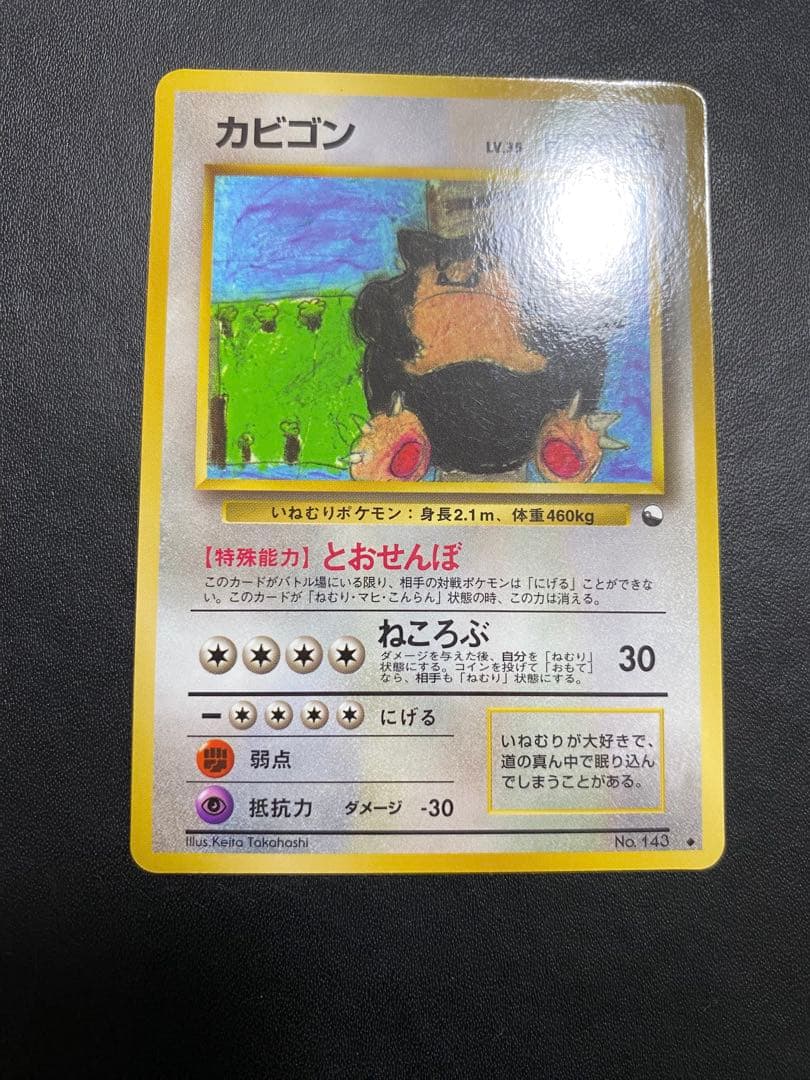 カビゴン
LV.35
いねむりポケモン：身長2.1m、体重460kg
【特殊能力】とおせんぼ
このカードがバトル場にいる限り、相手の対戦ポケモンは「にげる」ことができな
い。このカードが「ねむり・マヒ・こんらん」状態の時、この力は消える。
ねころぶ
ダメージを与えた後、自分を「ねむり」
状態にする。コインを投げて「おもて」
なら、相手も「ねむり」状態にする。
30
ー
にげる
弱点
抵抗力 ダメージ -30
いねむりが大好きで、
道の真ん中で眠り込ん
でしまうことがある。
Illus.Keita Takahashi
No. 143